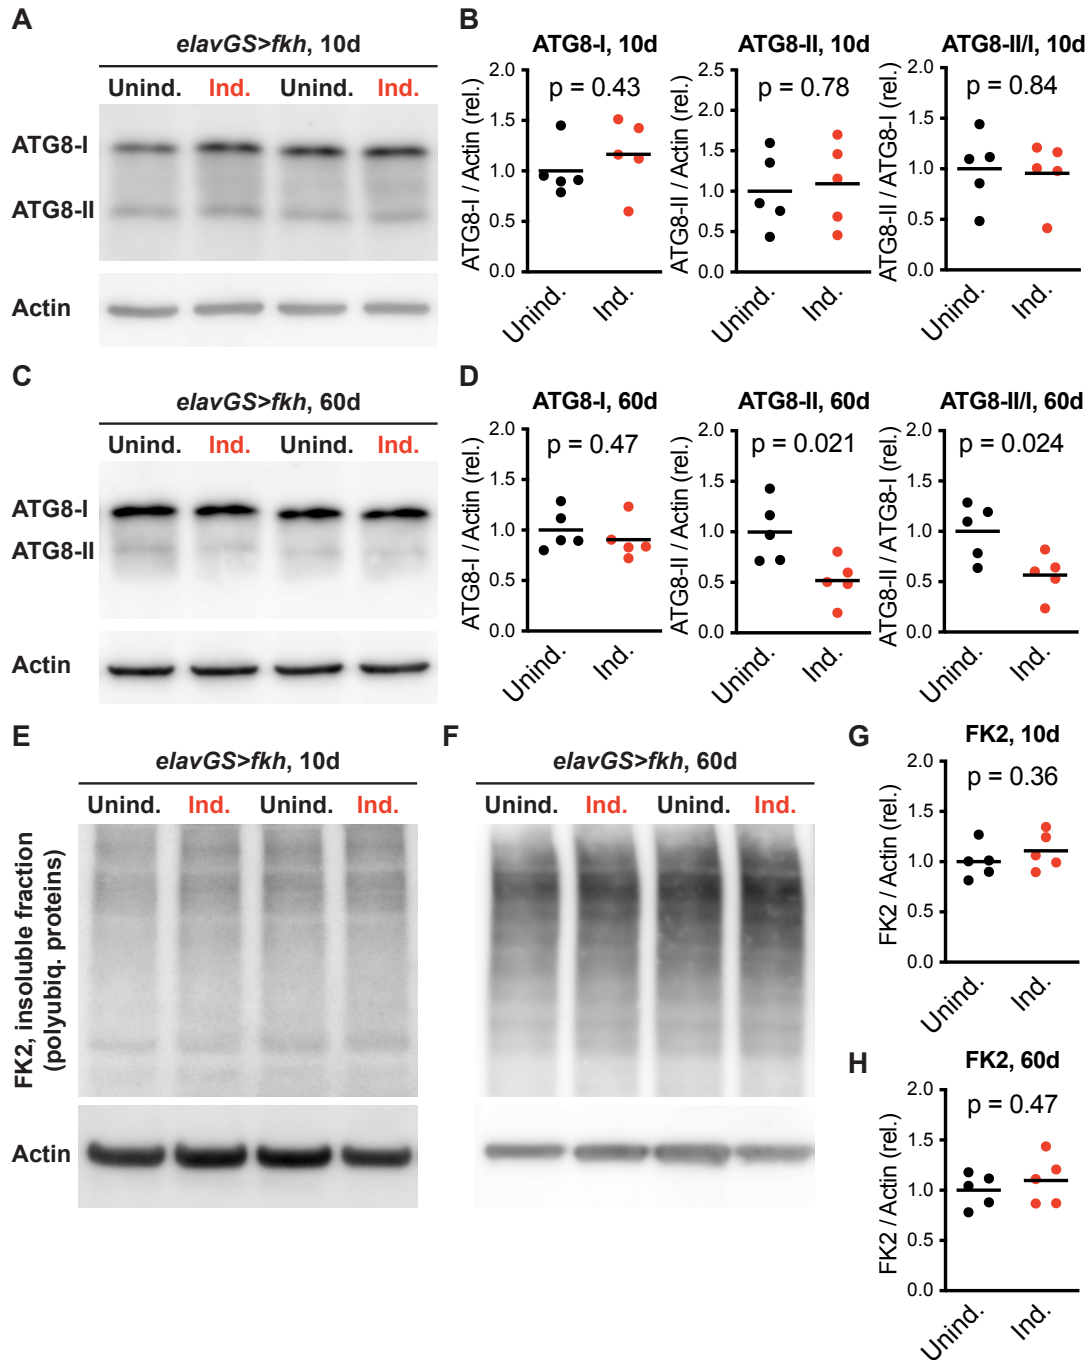 A
elavGS>fkh, 10d
Unind. Ind. Unind. Ind.
ATG8-I
ATG8-II
Actin
B
ATG8-I, 10d
ATG8-I / Actin (rel.)
2.0
1.5
1.0
0.5
0.0
p = 0.43
Unind.
Ind.
ATG8-II, 10d
ATG8-II / Actin (rel.)
2.5
2.0
1.5
1.0
0.5
0.0
p = 0.78
Unind.
Ind.
ATG8-II/I, 10d
ATG8-II / ATG8-I (rel.)
2.0
1.5
1.0
0.5
0.0
p = 0.84
Unind.
Ind.
C
elavGS>fkh, 60d
Unind. Ind. Unind. Ind.
ATG8-I
ATG8-II
Actin
D
ATG8-I, 60d
ATG8-I / Actin (rel.)
2.0
1.5
1.0
0.5
0.0
p = 0.47
Unind.
Ind.
ATG8-II, 60d
ATG8-II / Actin (rel.)
2.0
1.5
1.0
0.5
0.0
p = 0.021
Unind.
Ind.
ATG8-II/I, 60d
ATG8-II / ATG8-I (rel.)
2.0
1.5
1.0
0.5
0.0
p = 0.024
Unind.
Ind.
E
elavGS>fkh, 10d
Unind. Ind. Unind. Ind.
FK2, insoluble fraction
(polyubiq. proteins)
Actin
F
elavGS>fkh, 60d
Unind. Ind. Unind. Ind.
G
FK2, 10d
FK2 / Actin (rel.)
2.0
1.5
1.0
0.5
0.0
p = 0.36
Unind.
Ind.
H
FK2, 60d
FK2 / Actin (rel.)
2.0
1.5
1.0
0.5
0.0
p = 0.47
Unind.
Ind.